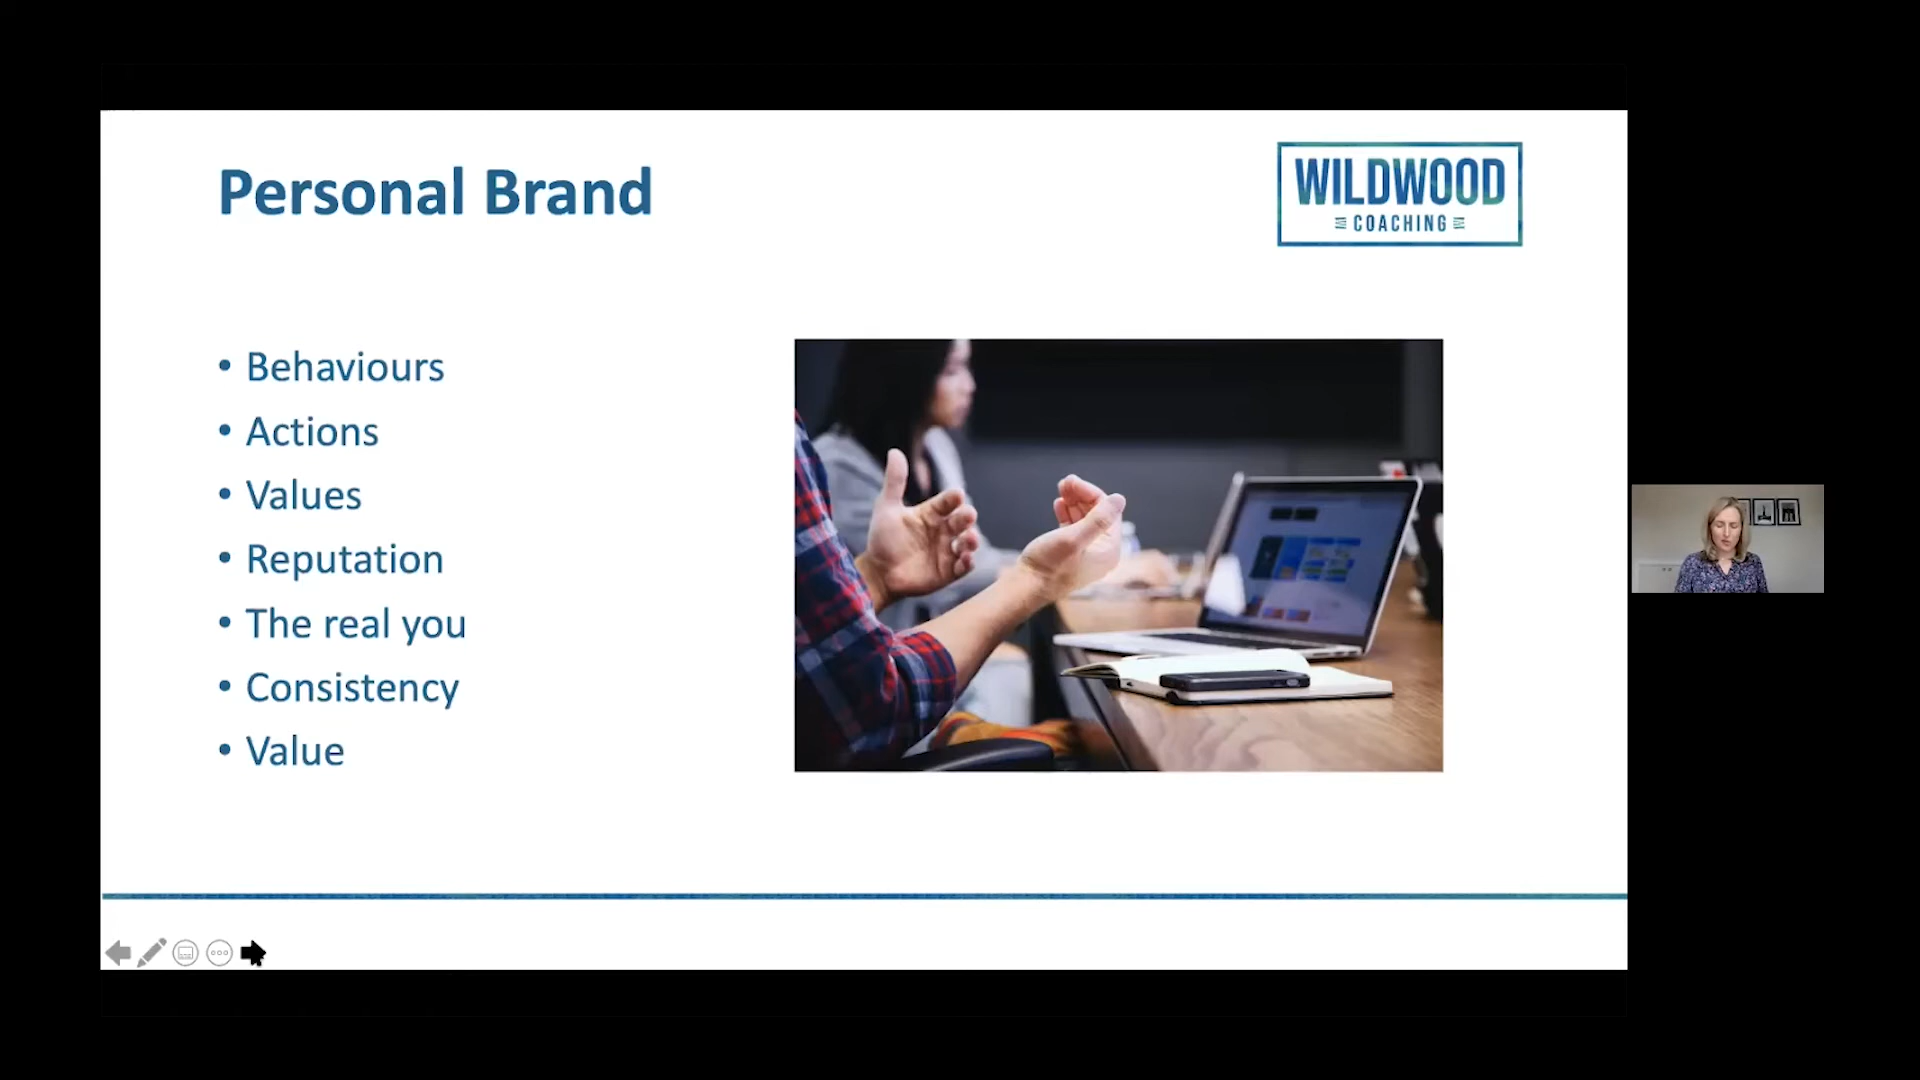 Personal Brand
WILDWOOD
COACHING
• Behaviours
• Actions
• Values
• Reputation
• The real you
• Consistency
• Value